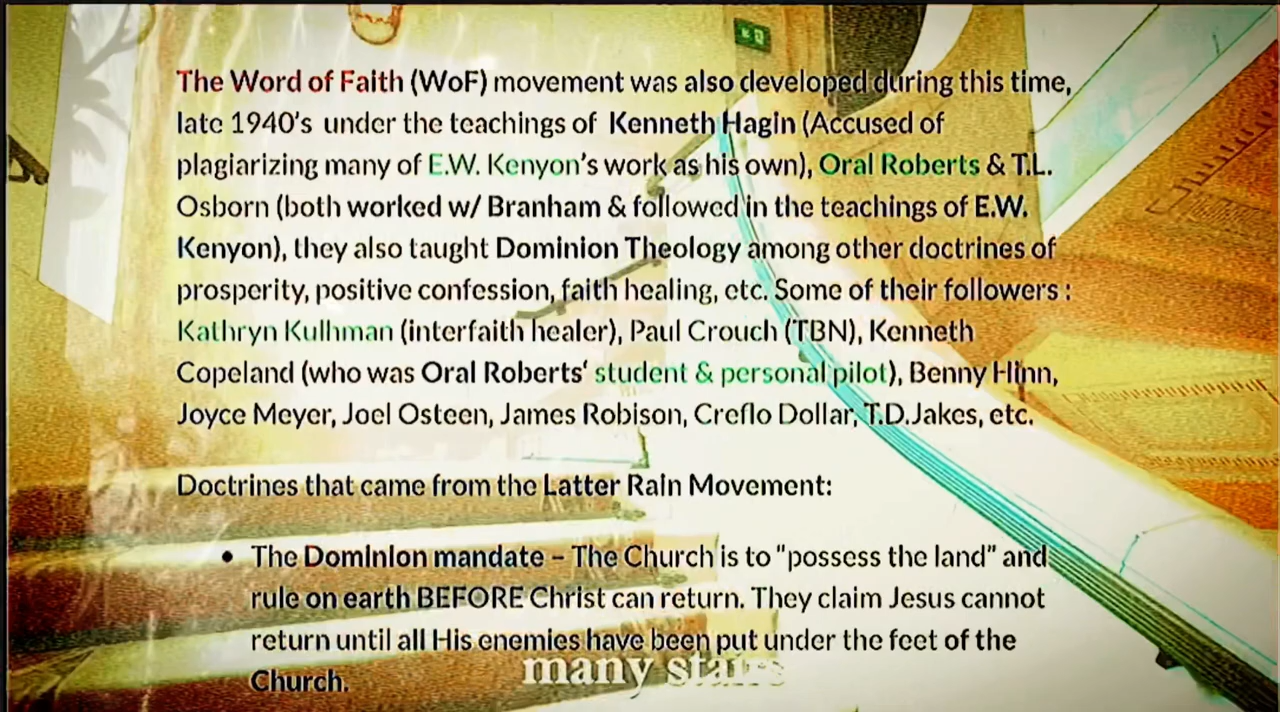 The Word of Faith (WoF) movement was also developed during this time,
late 1940's under the teachings of Kenneth Hagin (Accused of
plagiarizing many of E.W. Kenyon's work as his own), Oral Roberts & T.L.
Osborn (both worked w/ Branham & followed in the teachings of E.W.
Kenyon), they also taught Dominion Theology among other doctrines of
prosperity, positive confession, faith healing, etc. Some of their followers :
Kathryn Kulhman (interfaith healer), Paul Crouch (TBN), Kenneth
Copeland (who was Oral Roberts' student & personal pilot), Benny Hinn,
Joyce Meyer, Joel Osteen, James Robison, Creflo Dollar, T.D.Jakes, etc.
Doctrines that came from the Latter Rain Movement:
• The Dominion mandate – The Church is to "possess the land" and
rule on earth BEFORE Christ can return. They claim Jesus cannot
return until all His enemies have been put under the feet of the
Church.
many stairs